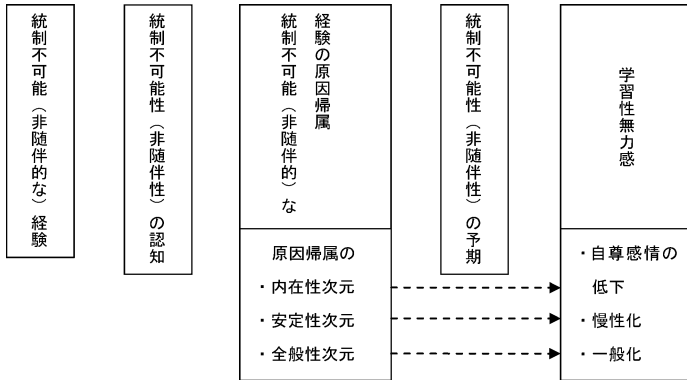 統制不可能（非随伴的な）経験
統制不可能性（非随伴性）の認知
経験の原因帰属
統制不可能（非随伴的）な
原因帰属の
・内在性次元
・安定性次元
・全般性次元
統制不可能性（非随伴性）の予期
学習性無力感
・自尊感情の
低下
・慢性化
・一般化